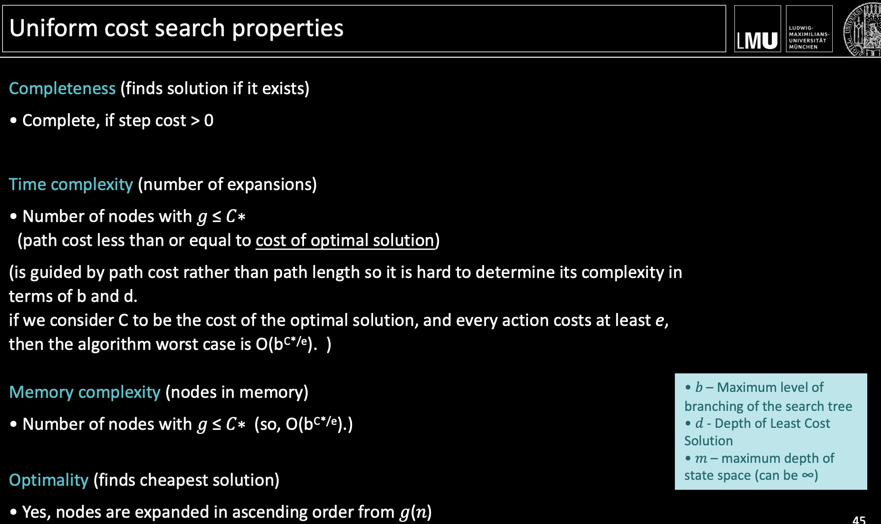 Uniform cost search properties
LMU
LUDWIG-
MAXIMILIANS-
UNIVERSITÄT
MÜNCHEN
Completeness (finds solution if it exists)
• Complete, if step cost > 0
Time complexity (number of expansions)
• Number of nodes with g ≤ C*
(path cost less than or equal to cost of optimal solution)
(is guided by path cost rather than path length so it is hard to determine its complexity in
terms of b and d.
if we consider C to be the cost of the optimal solution, and every action costs at least e,
then the algorithm worst case is O(b^C*/e).  )
Memory complexity (nodes in memory)
• Number of nodes with g ≤ C* (so, O(b^C*/e).)
• b – Maximum level of
branching of the search tree
• d - Depth of Least Cost
Solution
• m – maximum depth of
state space (can be ∞)
Optimality (finds cheapest solution)
• Yes, nodes are expanded in ascending order from g(n)
45